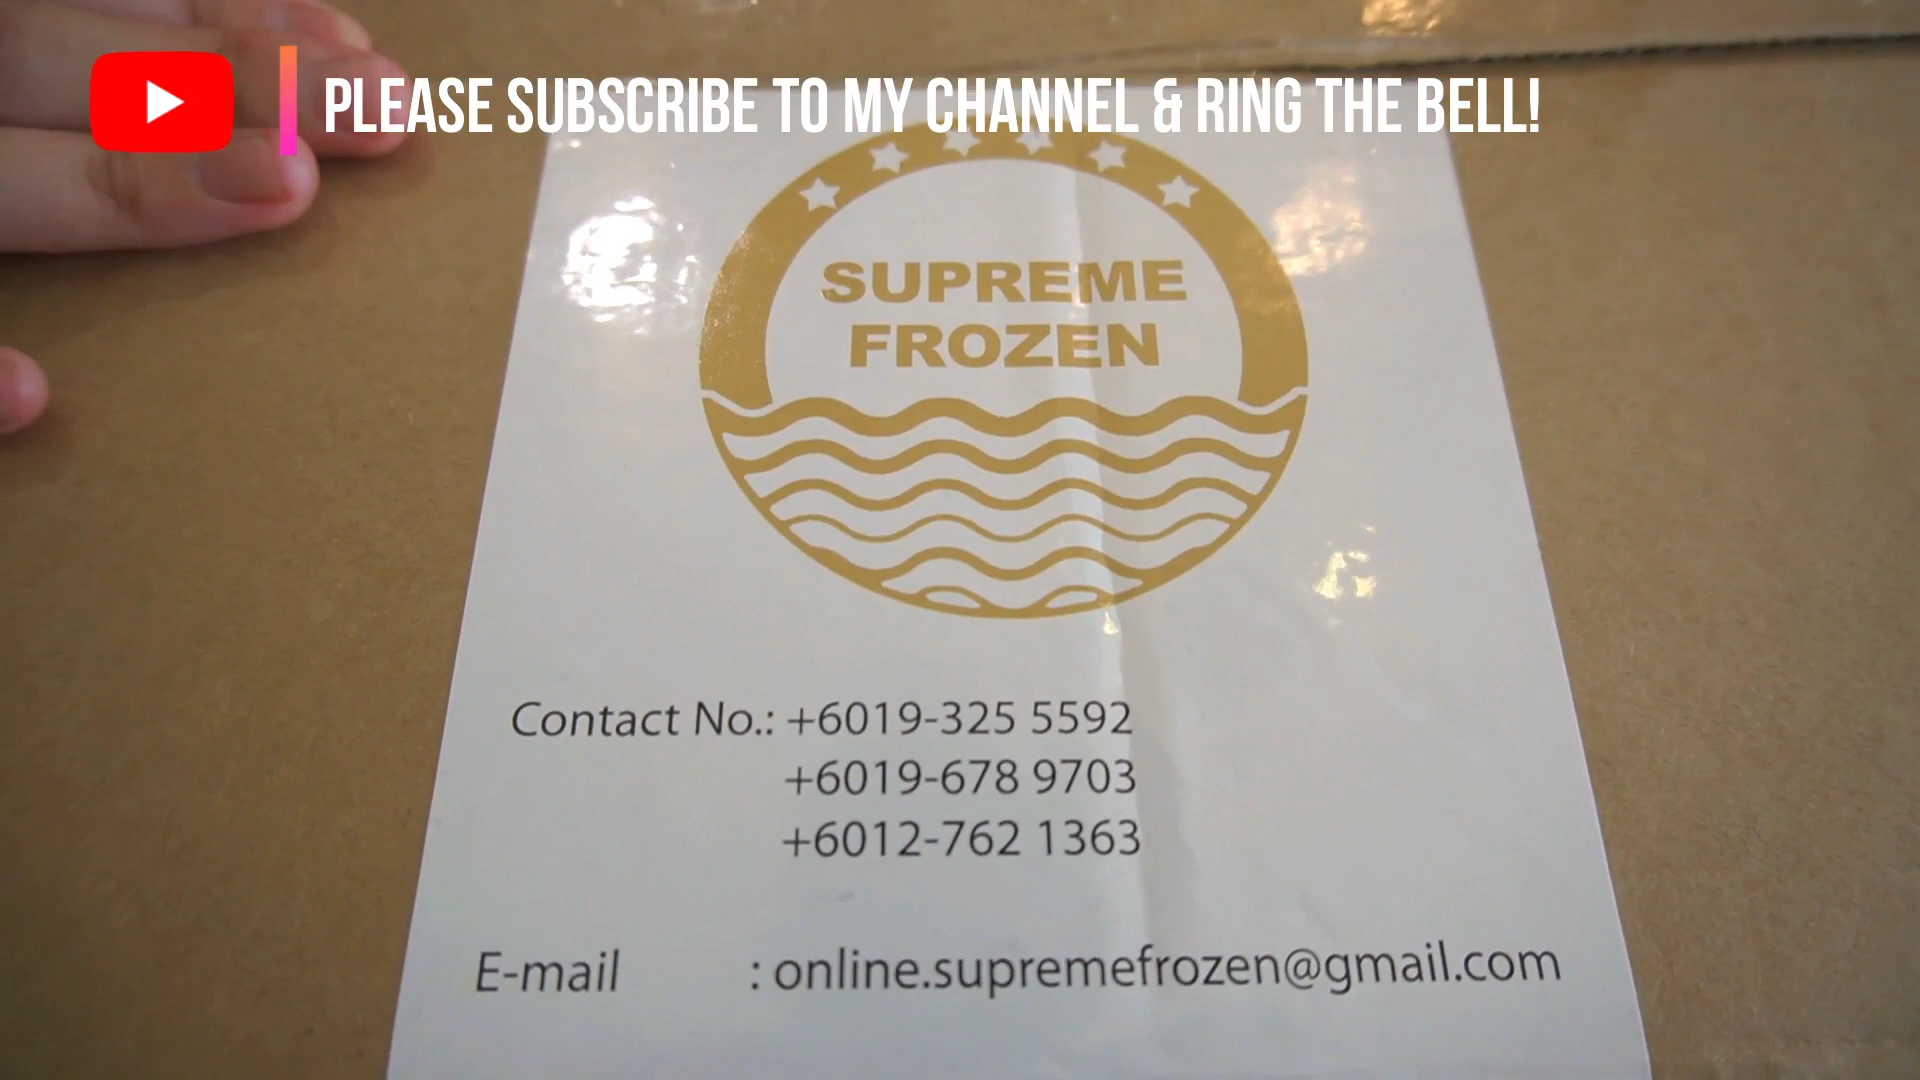 PLEASE SUBSCRIBE TO MY CHANNEL & RING THE BELL!
SUPREME
FROZEN
Contact No.: +6019-325 5592
+6019-678 9703
+6012-762 1363
E-mail : online.supremefrozen@gmail.com